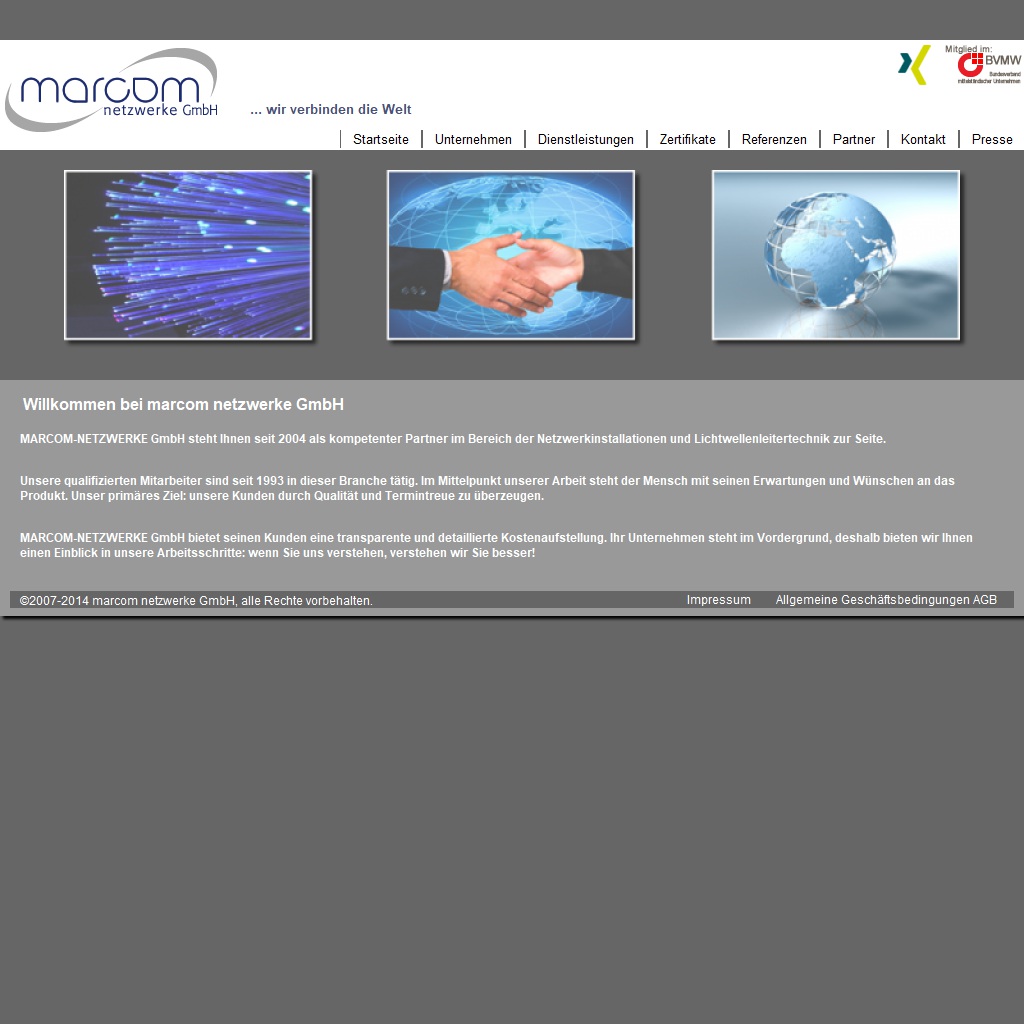 Mitglied im:
BVMW
Bundesverband
mittelständischer Unternehmen
marcom
netzwerke GmbH
... wir verbinden die Welt
Startseite
Unternehmen
Dienstleistungen
Zertifikate
Referenzen
Partner
Kontakt
Presse
Willkommen bei marcom netzwerke GmbH
MARCOM-NETZWERKE GmbH steht Ihnen seit 2004 als kompetenter Partner im Bereich der Netzwerkinstallationen und Lichtwellenleitertechnik zur Seite.
Unsere qualifizierten Mitarbeiter sind seit 1993 in dieser Branche tätig. Im Mittelpunkt unserer Arbeit steht der Mensch mit seinen Erwartungen und Wünschen an das
Produkt. Unser primäres Ziel: unsere Kunden durch Qualität und Termintreue zu überzeugen.
MARCOM-NETZWERKE GmbH bietet seinen Kunden eine transparente und detaillierte Kostenaufstellung. Ihr Unternehmen steht im Vordergrund, deshalb bieten wir Ihnen
einen Einblick in unsere Arbeitsschritte: wenn Sie uns verstehen, verstehen wir Sie besser!
©2007-2014 marcom netzwerke GmbH, alle Rechte vorbehalten.
Impressum
Allgemeine Geschäftsbedingungen AGB